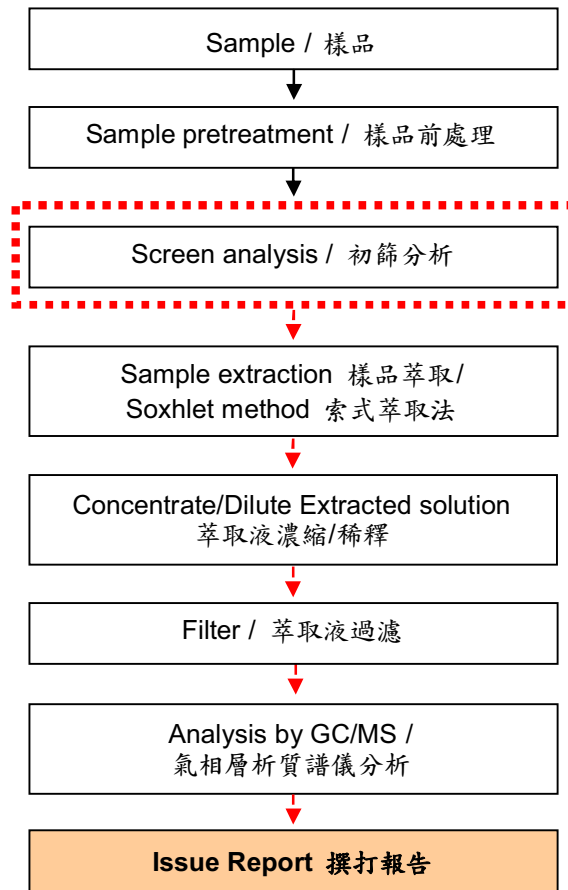 Sample / 樣品
Sample pretreatment / 樣品前處理
Screen analysis / 初篩分析
Sample extraction 樣品萃取/
Soxhlet method 索式萃取法
Concentrate/Dilute Extracted solution
萃取液濃縮/稀釋
Filter / 萃取液過濾
Analysis by GC/MS /
氣相層析質譜儀分析
Issue Report 撰打報告